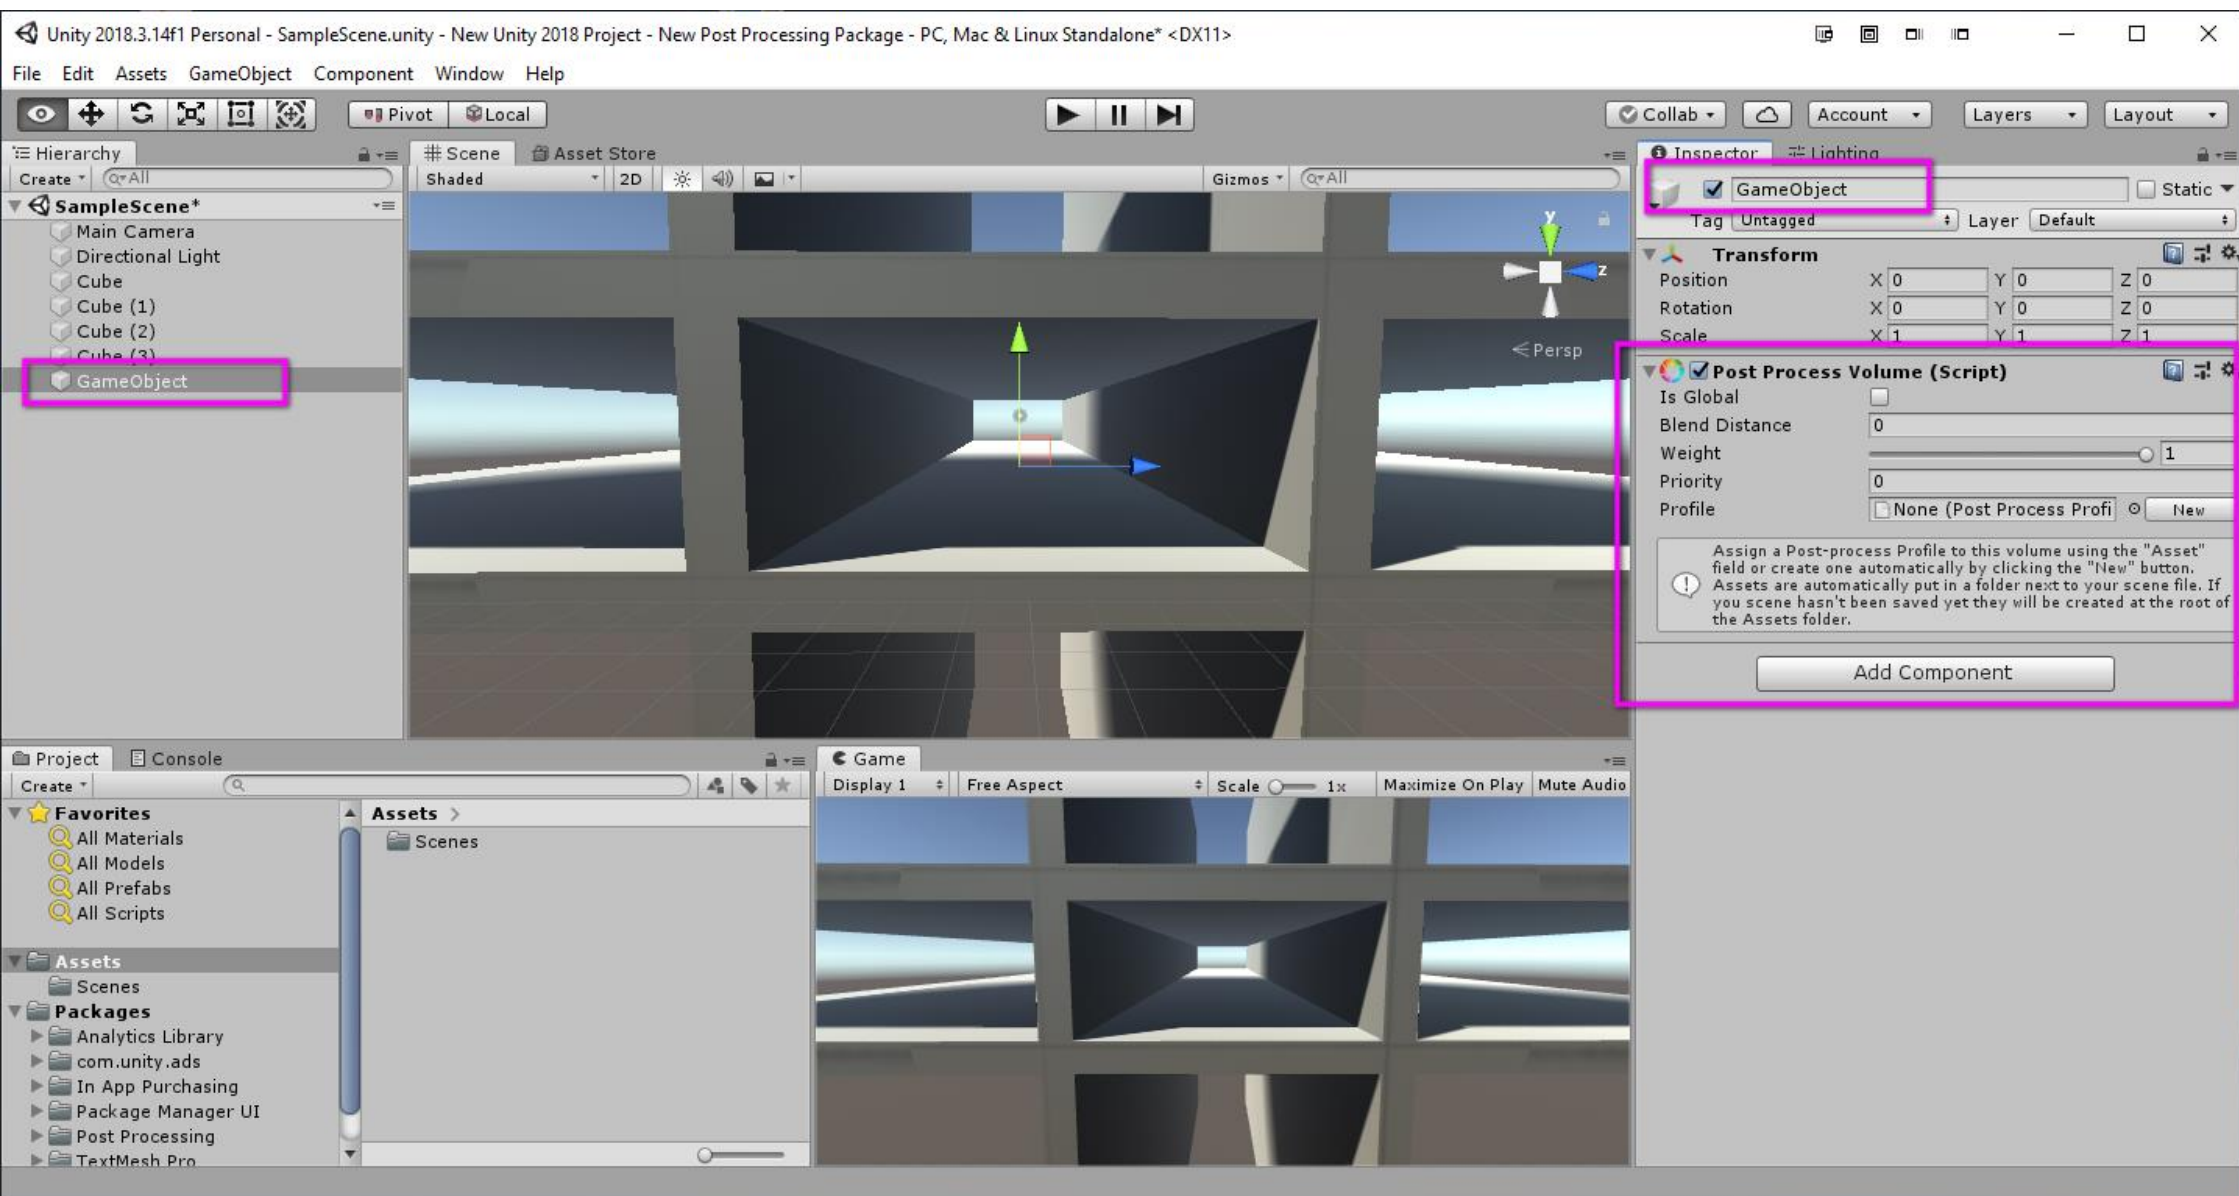 Unity 2018.3.14f1 Personal - SampleScene.unity - New Unity 2018 Project - New Post Processing Package - PC, Mac & Linux Standalone* <DX11>
File Edit Assets GameObject Component Window Help
Pivot Local Collab Account Layers Layout
Hierarchy
Create All
SampleScene*
Main Camera
Directional Light
Cube
Cube (1)
Cube (2)
Cube (3)
GameObject
Scene Asset Store
Shaded 2D Gizmos All
y
z
Persp
Inspector Lighting
GameObject Static
Tag Untagged Layer Default
Transform
Position X 0 Y 0 Z 0
Rotation X 0 Y 0 Z 0
Scale X 1 Y 1 Z 1
Post Process Volume (Script)
Is Global
Blend Distance 0
Weight 1
Priority 0
Profile None (Post Process Profi New
Assign a Post-process Profile to this volume using the "Asset"
field or create one automatically by clicking the "New" button.
Assets are automatically put in a folder next to your scene file. If
you scene hasn't been saved yet they will be created at the root of
the Assets folder.
Add Component
Project Console
Create
Favorites
All Materials
All Models
All Prefabs
All Scripts
Assets
Scenes
Packages
Analytics Library
com.unity.ads
In App Purchasing
Package Manager UI
Post Processing
TextMesh Pro
Assets >
Scenes
Game
Display 1 Free Aspect Scale 1x Maximize On Play Mute Audio